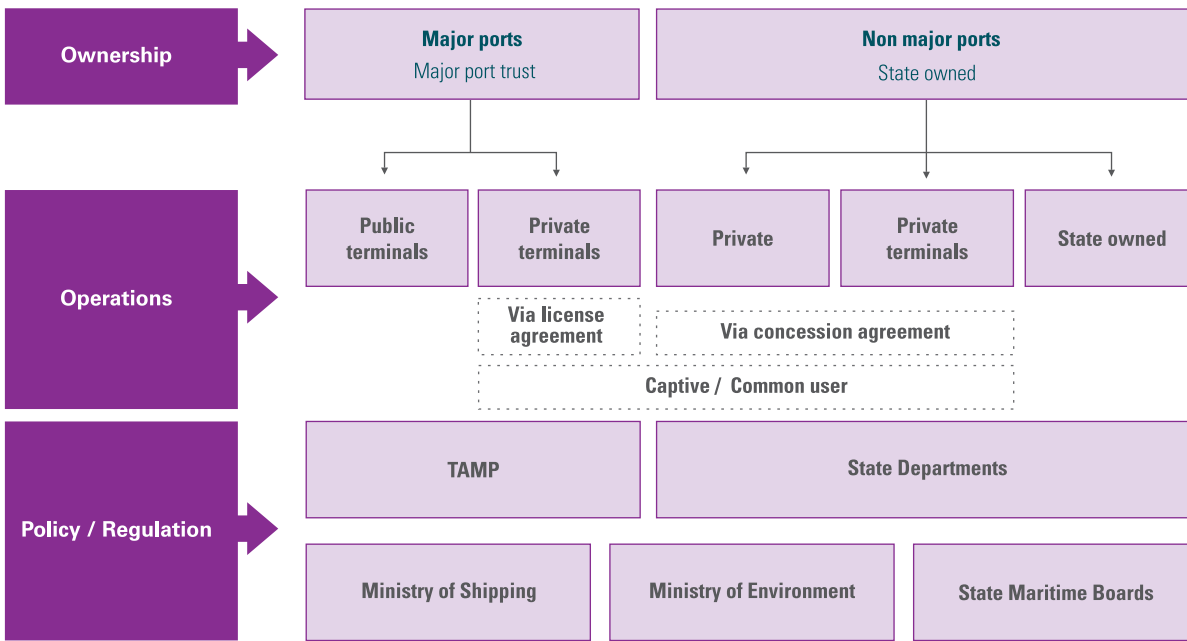 Ownership
Major ports
Major port trust
Non major ports
State owned
Operations
Public
terminals
Private
terminals
Private
Private
terminals
State owned
Via license
agreement
Via concession agreement
Captive / Common user
Policy / Regulation
TAMP
State Departments
Ministry of Shipping
Ministry of Environment
State Maritime Boards